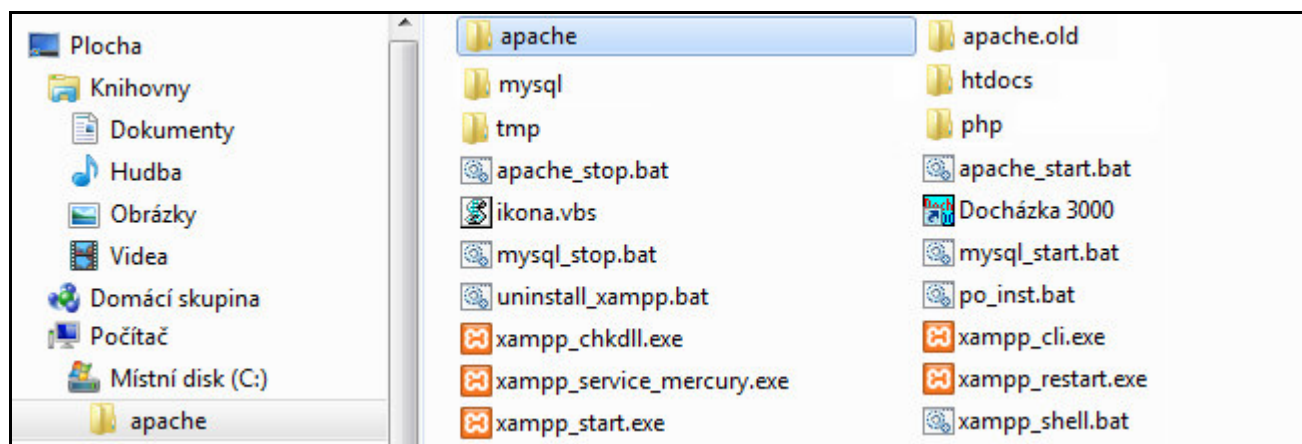 Plocha
Knihovny
Dokumenty
Hudba
Obrázky
Videa
Domácí skupina
Počítač
Místní disk (C:)
apache
apache apache.old
mysql htdocs
tmp php
apache_stop.bat apache_start.bat
ikona.vbs Docházka 3000
mysql_stop.bat mysql_start.bat
uninstall_xampp.bat po_inst.bat
xampp_chkdll.exe xampp_cli.exe
xampp_service_mercury.exe xampp_restart.exe
xampp_start.exe xampp_shell.bat